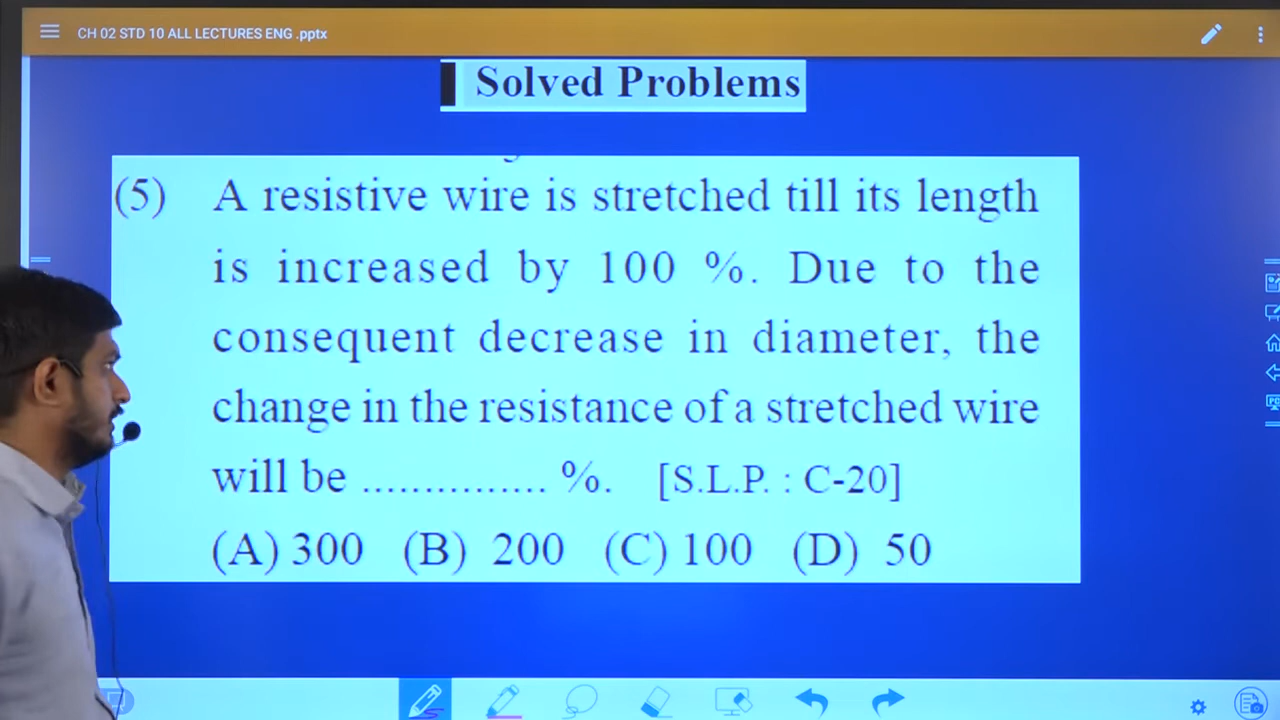 CH 02 STD 10 ALL LECTURES ENG .pptx
Solved Problems
(5) A resistive wire is stretched till its length
is increased by 100 %. Due to the
consequent decrease in diameter, the
change in the resistance of a stretched wire
will be ............... %. [S.L.P. : C-20]
(A) 300 (B) 200 (C) 100 (D) 50